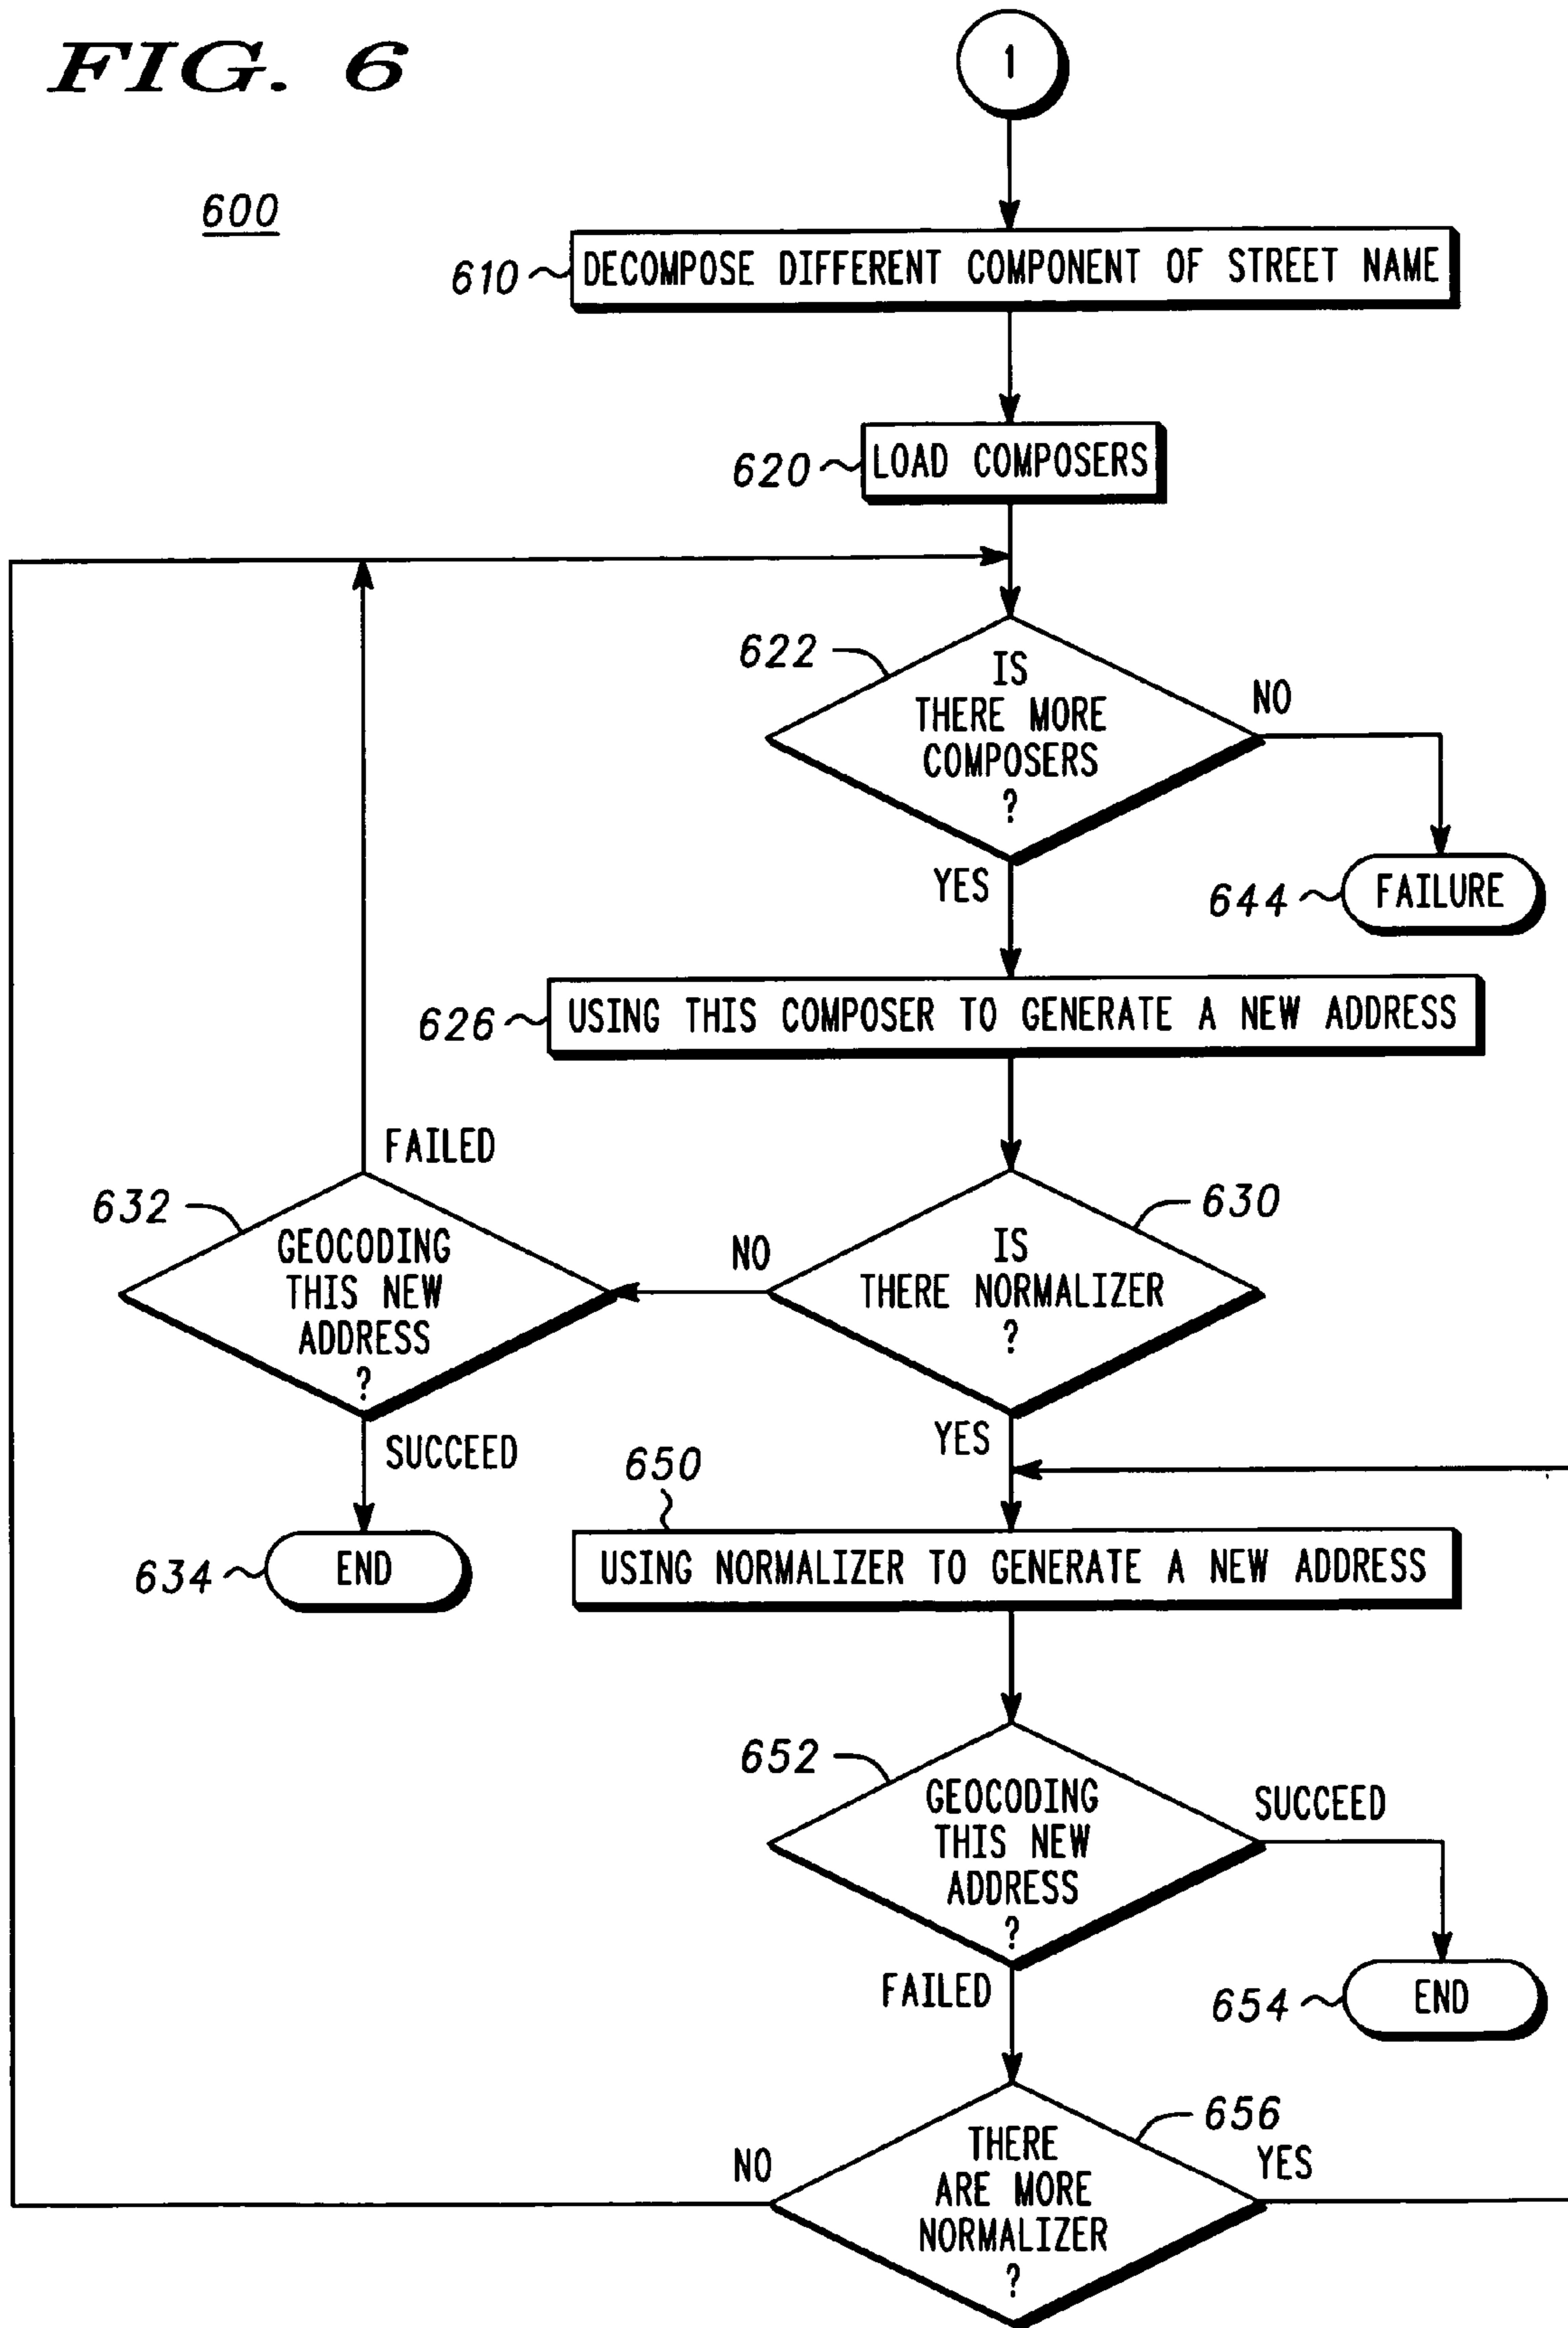 FIG. 6
1
600
610
DECOMPOSE DIFFERENT COMPONENT OF STREET NAME
620
LOAD COMPOSERS
622
IS
THERE MORE
COMPOSERS
?
NO
YES
644
FAILURE
626
USING THIS COMPOSER TO GENERATE A NEW ADDRESS
FAILED
632
GEOCODING
THIS NEW
ADDRESS
?
NO
630
IS
THERE NORMALIZER
?
SUCCEED
YES
634
END
650
USING NORMALIZER TO GENERATE A NEW ADDRESS
652
GEOCODING
THIS NEW
ADDRESS
?
SUCCEED
FAILED
654
END
656
THERE
ARE MORE
NORMALIZER
?
NO
YES